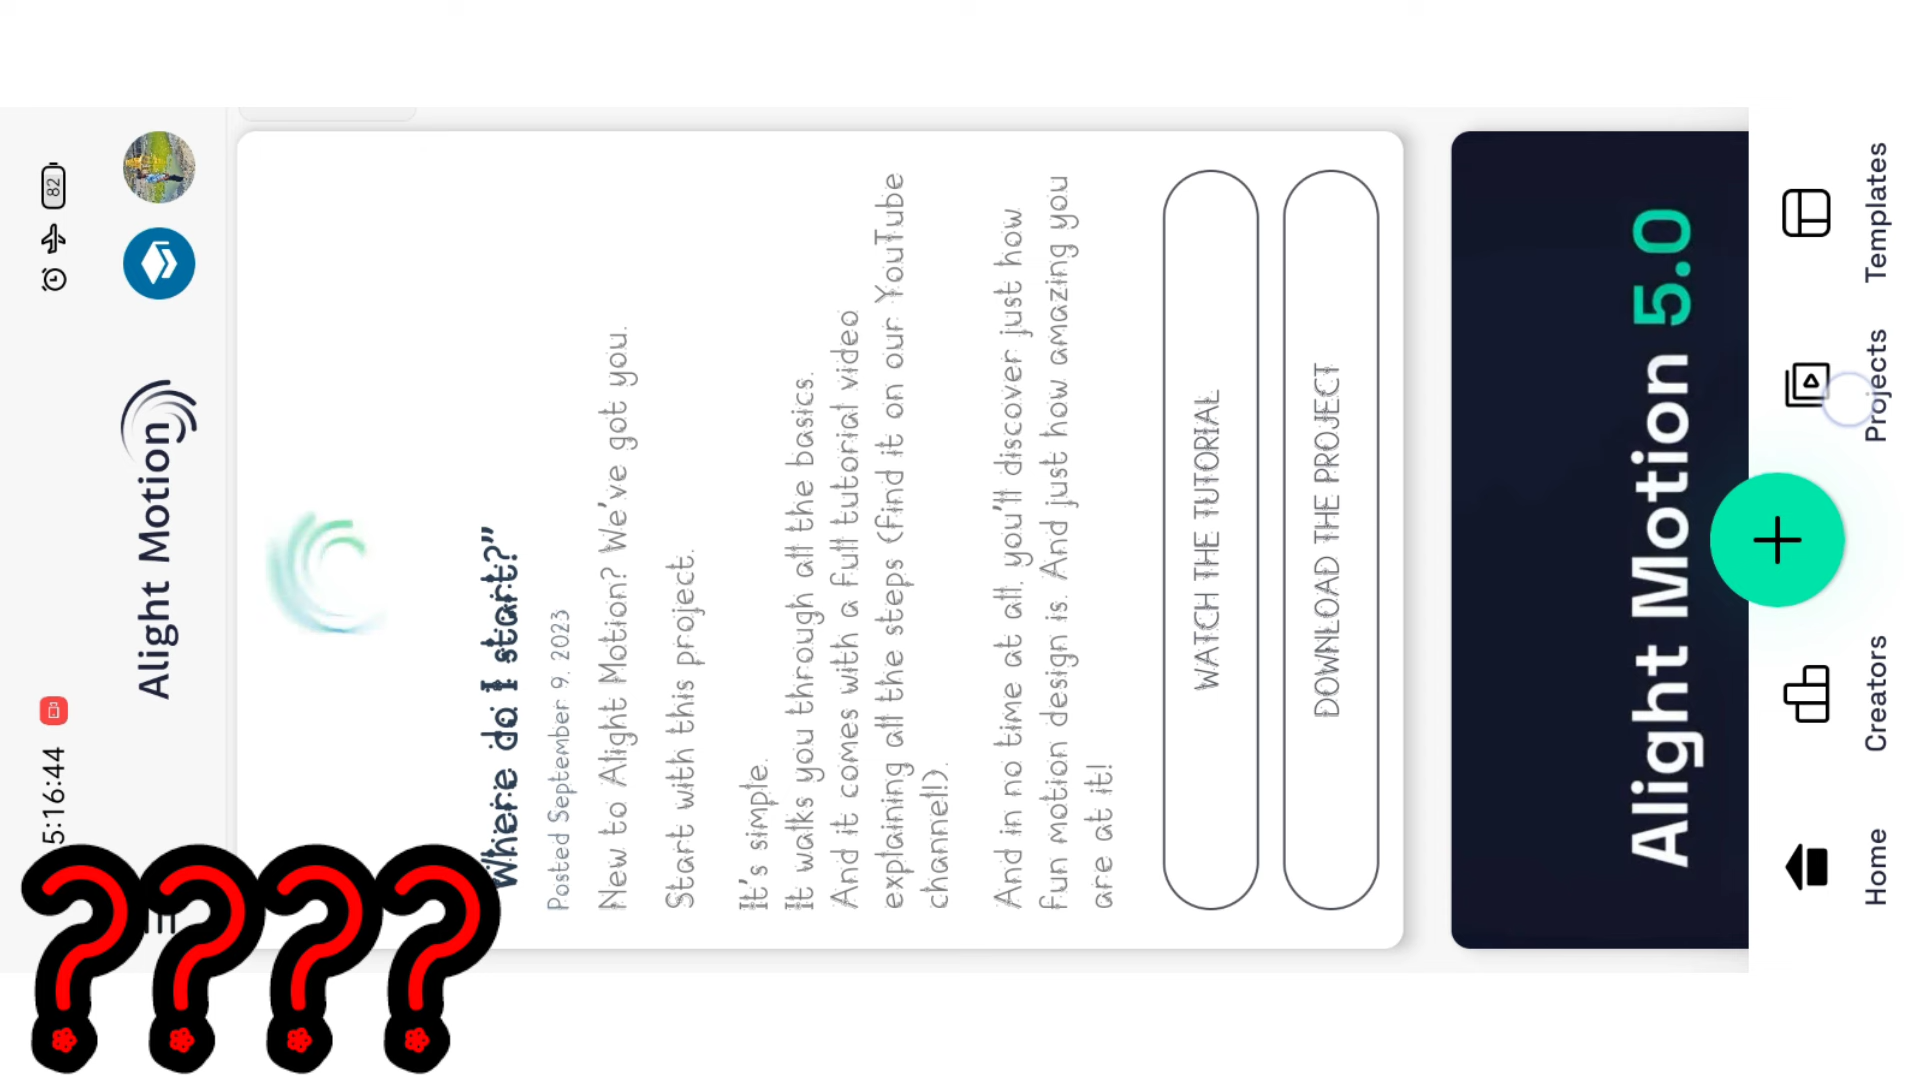 5:16:44
82
Alight Motion
"Where do I start?"
Posted September 9, 2023
New to Alight Motion? We've got you.
Start with this project.
It's simple.
It walks you through all the basics.
And it comes with a full tutorial video
explaining all the steps (find it on our YouTube
channel!).
And in no time at all, you'll discover just how
fun motion design is. And just how amazing you
are at it!
WATCH THE TUTORIAL
DOWNLOAD THE PROJECT
Alight Motion 5.0
Home
Creators
Projects
Templates
????